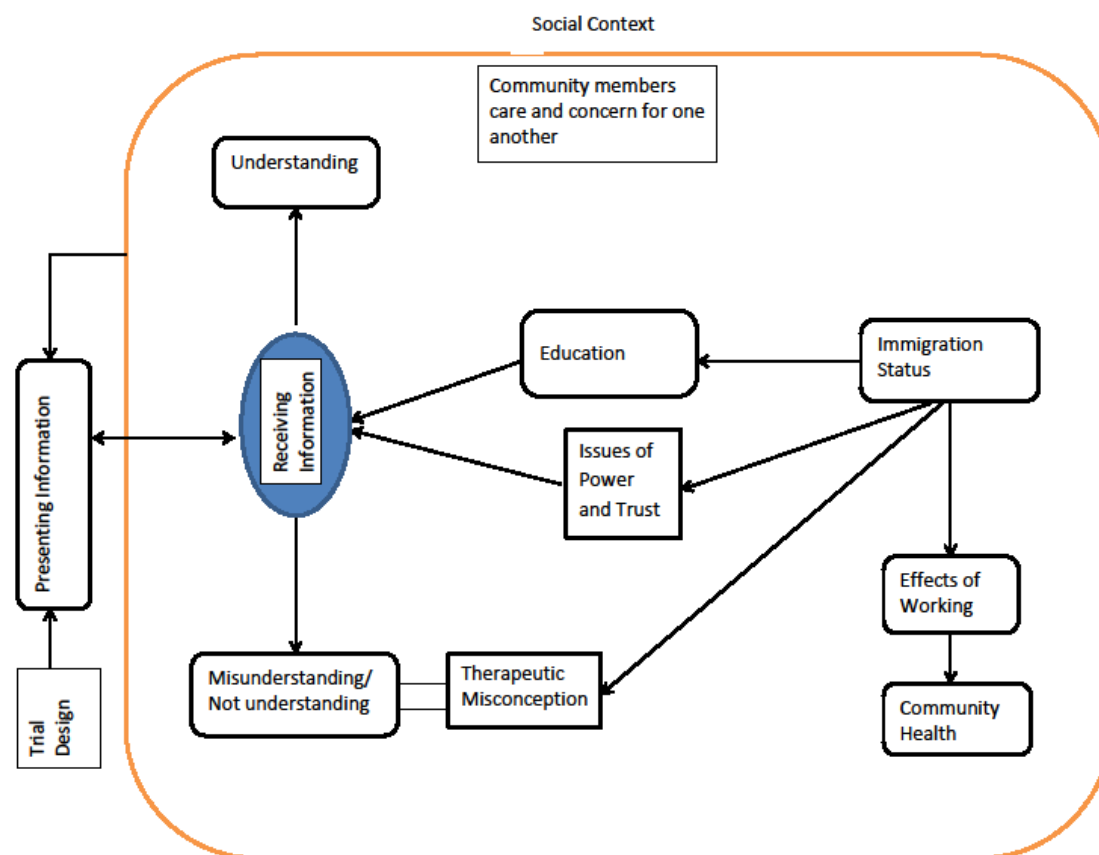 Social Context
Community members
care and concern for one
another
Understanding
Education
Immigration
Status
Receiving
Information
Presenting Information
Issues of
Power
and Trust
Effects of
Working
Misunderstanding/
Not understanding
Therapeutic
Misconception
Community
Health
Trial
Design